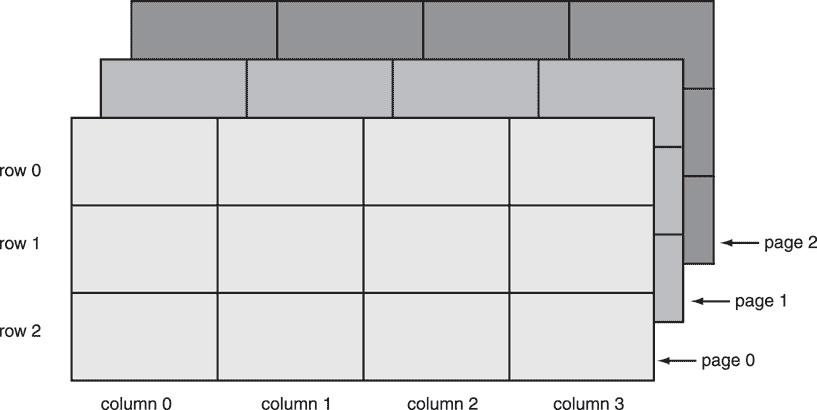 row 0
row 1
page 2
page 1
row 2
page 0
column 0
column 1
column 2
column 3